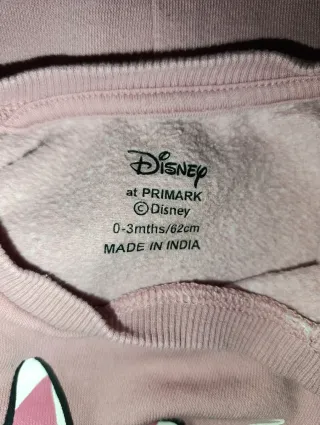 Disney
at PRIMARK
©Disney
0-3mths/62cm
MADE IN INDIA